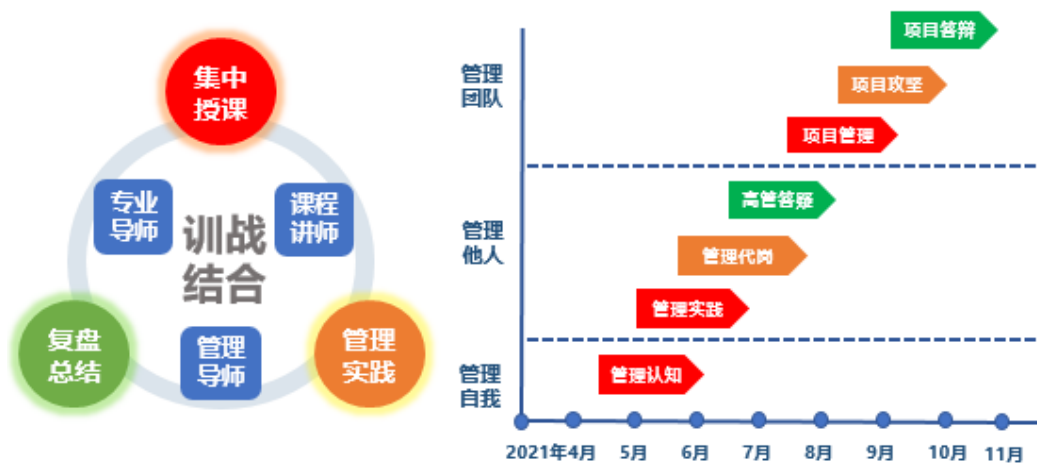 集中
授课
专业
导师
课程
讲师
训战
结合
复盘
总结
管理
导师
管理
实践
管理
团队
项目答辩
项目攻坚
项目管理
管理
他人
高管答疑
管理代岗
管理实践
管理
自我
管理认知
2021年4月
5月
6月
7月
8月
9月
10月
11月